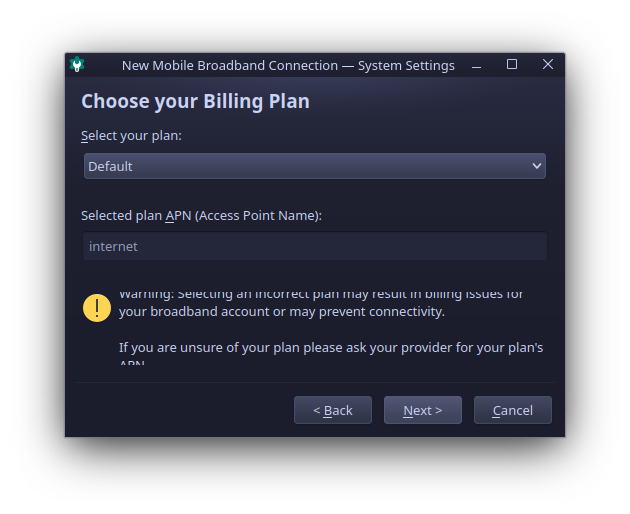 New Mobile Broadband Connection — System Settings
Choose your Billing Plan
Select your plan:
Default
Selected plan APN (Access Point Name):
internet
Warning: Selecting an incorrect plan may result in billing issues for
your broadband account or may prevent connectivity.
If you are unsure of your plan please ask your provider for your plan's
APN
< Back
Next >
Cancel